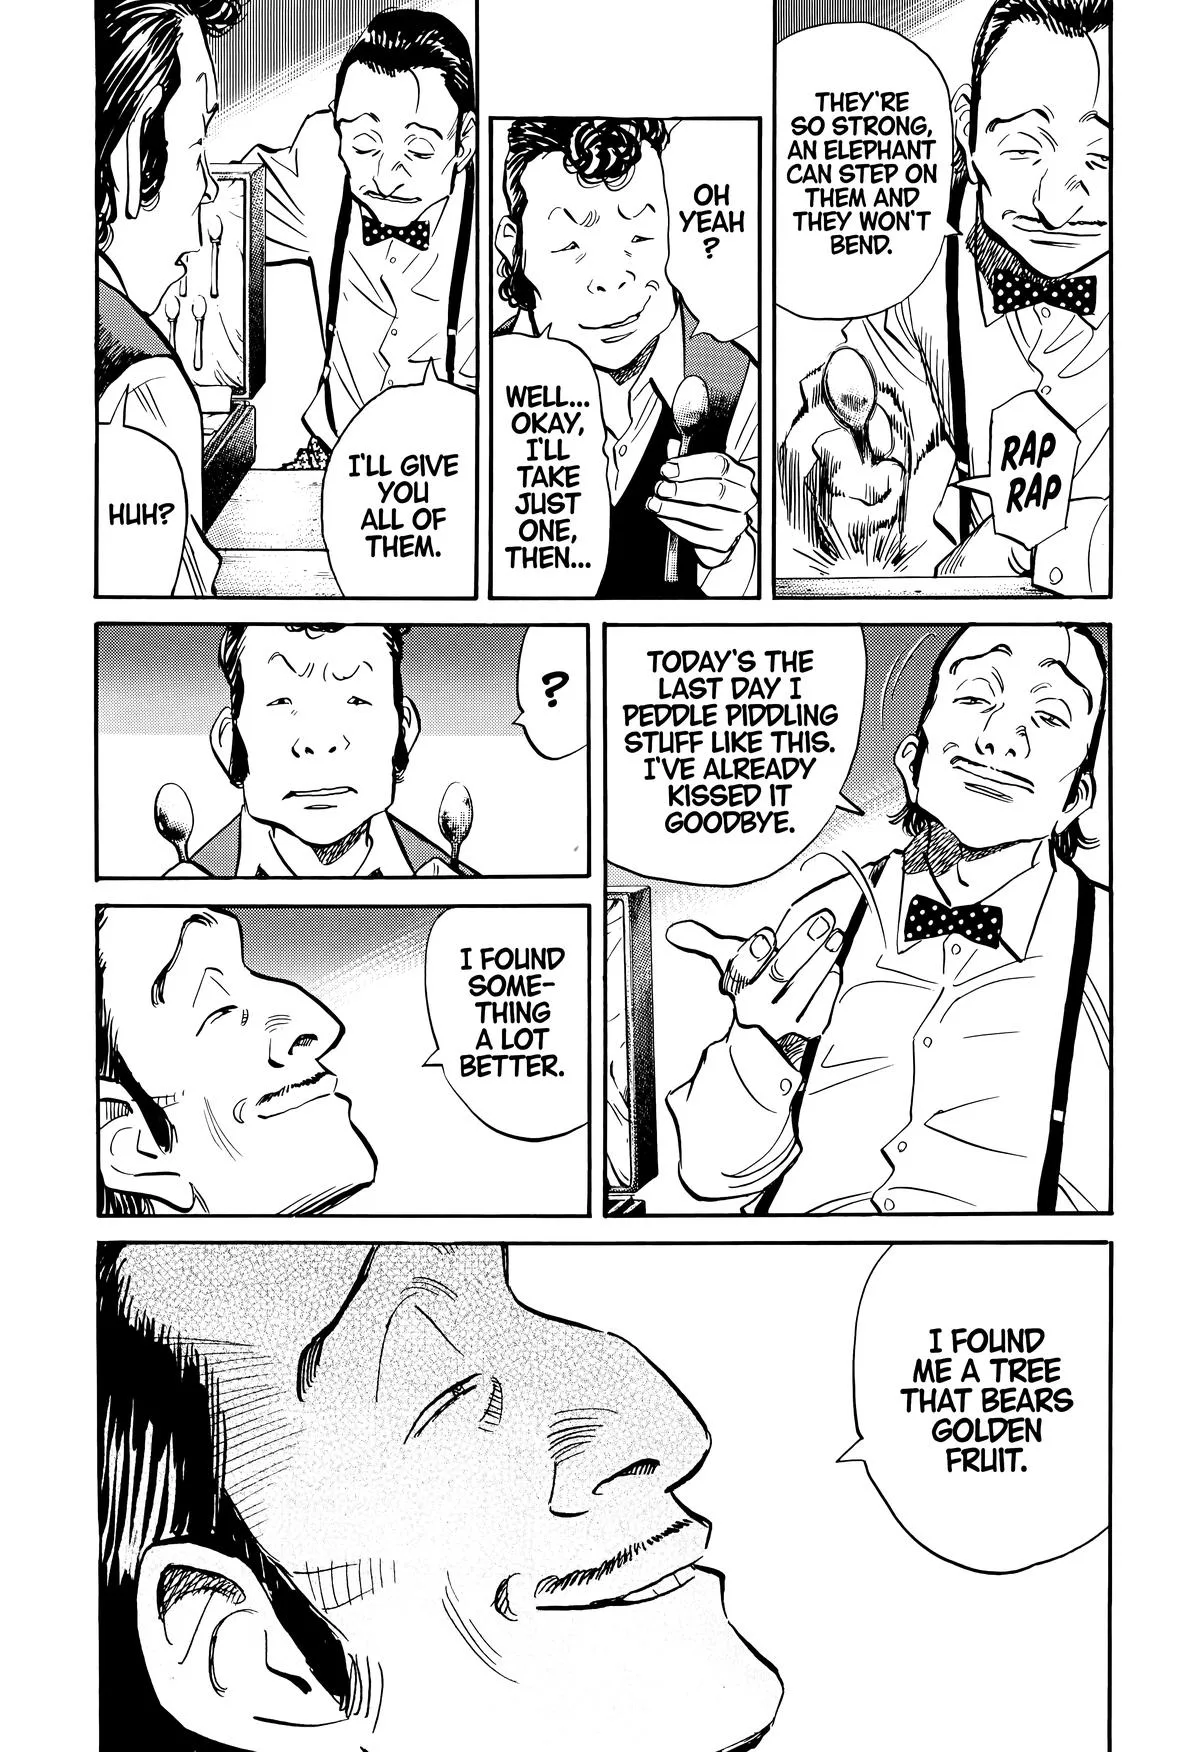 THEY'RE
SO STRONG,
AN ELEPHANT
CAN STEP ON
THEM AND
THEY WON'T
BEND.
RAP
RAP
OH
YEAH
?
WELL...
OKAY,
I'LL
TAKE
JUST
ONE,
THEN...
I'LL GIVE
YOU
ALL OF
THEM.
HUH?
TODAY'S THE
LAST DAY I
PEDDLE PIDDLING
STUFF LIKE THIS.
I'VE ALREADY
KISSED IT
GOODBYE.
?
I FOUND
SOME-
THING
A LOT
BETTER.
I FOUND
ME A TREE
THAT BEARS
GOLDEN
FRUIT.